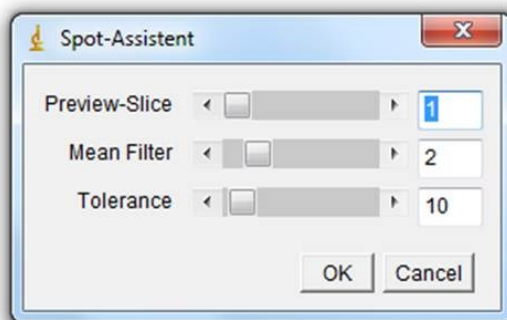 Spot-Assistent
Preview-Slice 1
Mean Filter 2
Tolerance 10
OK Cancel